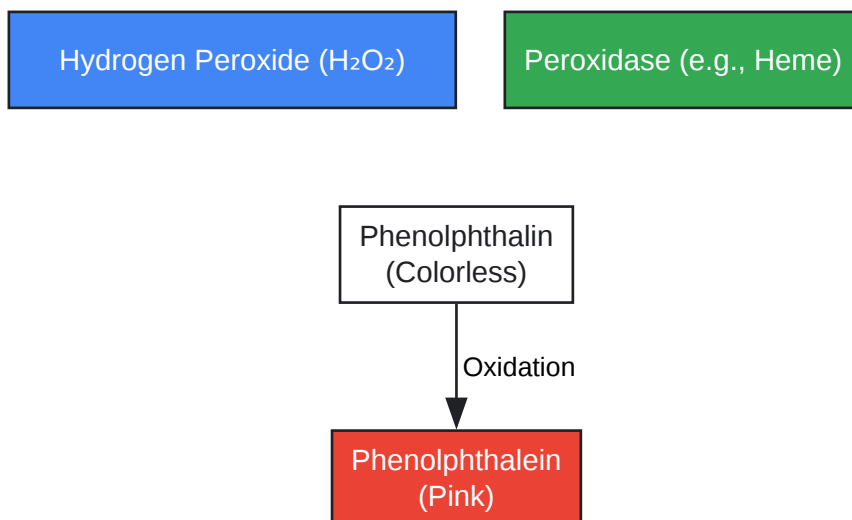 Hydrogen Peroxide (H₂O₂)
Peroxidase (e.g., Heme)
Phenolphthalin
(Colorless)
Oxidation
Phenolphthalein
(Pink)